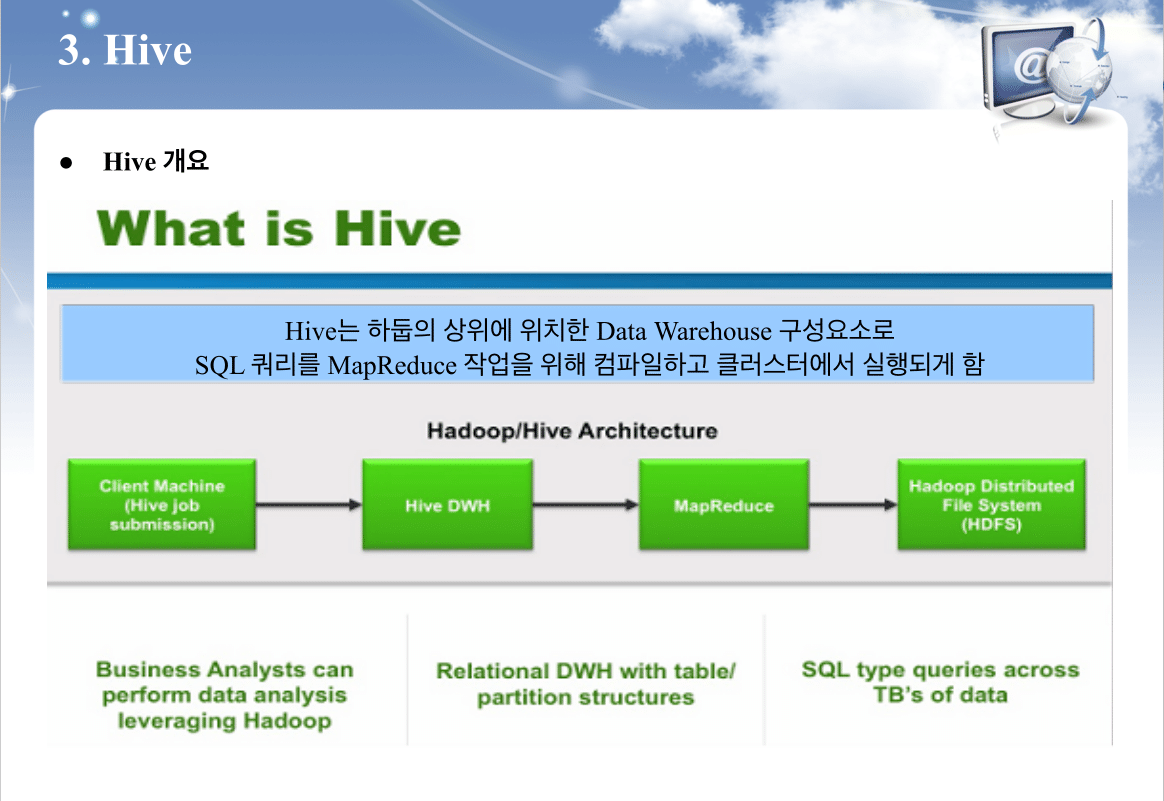 3. Hive
● Hive 개요
What is Hive
Hive는 하둡의 상위에 위치한 Data Warehouse 구성요소로
SQL 쿼리를 MapReduce 작업을 위해 컴파일하고 클러스터에서 실행되게 함
Hadoop/Hive Architecture
Client Machine
(Hive job
submission)
Hive DWH
MapReduce
Hadoop Distributed
File System
(HDFS)
Business Analysts can
perform data analysis
leveraging Hadoop
Relational DWH with table/
partition structures
SQL type queries across
TB's of data